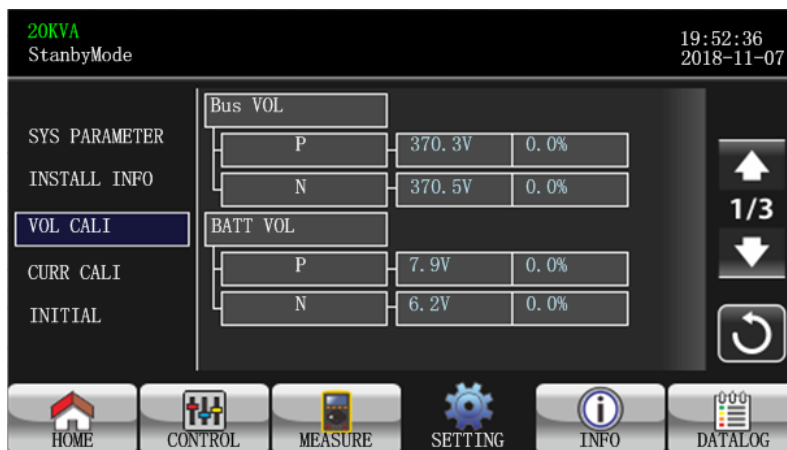 20KVA
StanbyMode
19:52:36
2018-11-07
SYS PARAMETER
INSTALL INFO
VOL CALI
CURR CALI
INITIAL
Bus VOL
P 370.3V 0.0%
N 370.5V 0.0%
BATT VOL
P 7.9V 0.0%
N 6.2V 0.0%
1/3
HOME CONTROL MEASURE SETTING INFO DATALOG